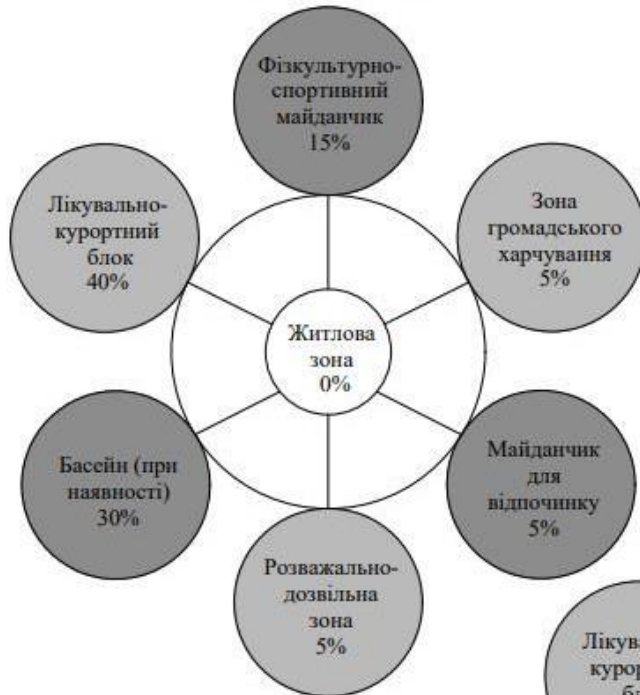 Фізкультурно-
спортивний
майданчик
15%
Лікувально-
курортний
блок
40%
Зона
громадського
харчування
5%
Житлова
зона
0%
Басейн (при
наявності)
30%
Майданчик
для
відпочинку
5%
Розважально-
дозвільна
зона
5%